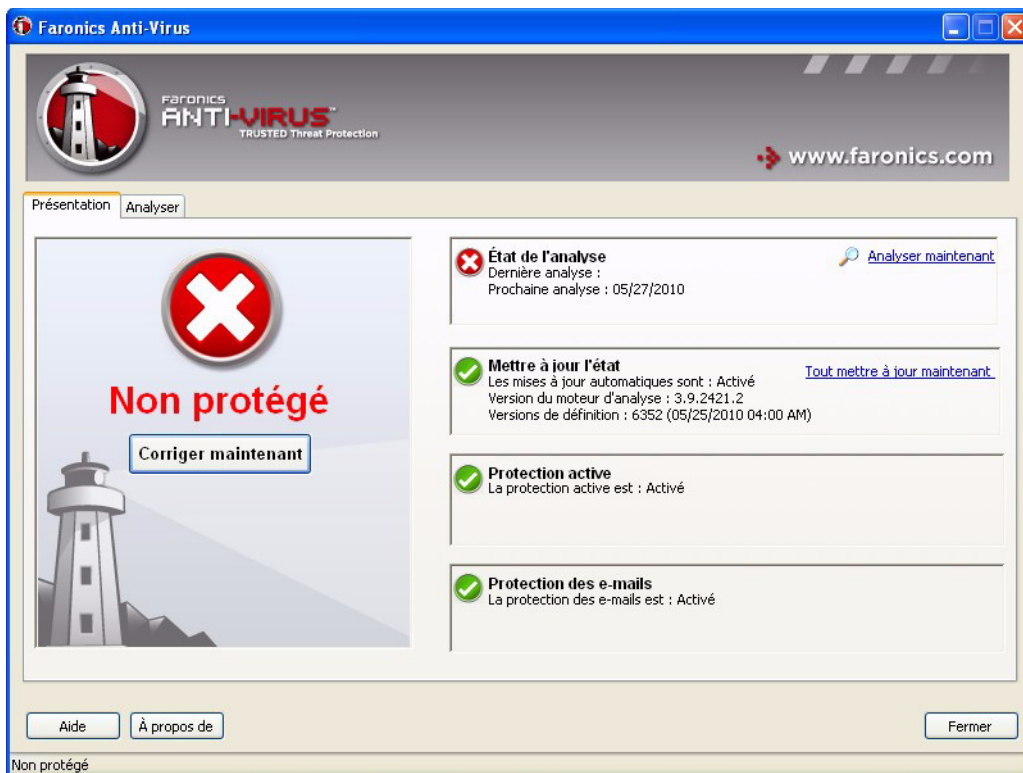 Faronics Anti-Virus
Faronics
ANTI-VIRUS™
TRUSTED Threat Protection
www.faronics.com
Présentation
Analyser
Non protégé
Corriger maintenant
État de l'analyse
Analyser maintenant
Dernière analyse :
Prochaine analyse : 05/27/2010
Mettre à jour l'état
Tout mettre à jour maintenant
Les mises à jour automatiques sont : Activé
Version du moteur d'analyse : 3.9.2421.2
Versions de définition : 6352 (05/25/2010 04:00 AM)
Protection active
La protection active est : Activé
Protection des e-mails
La protection des e-mails est : Activé
Aide
À propos de
Fermer
Non protégé